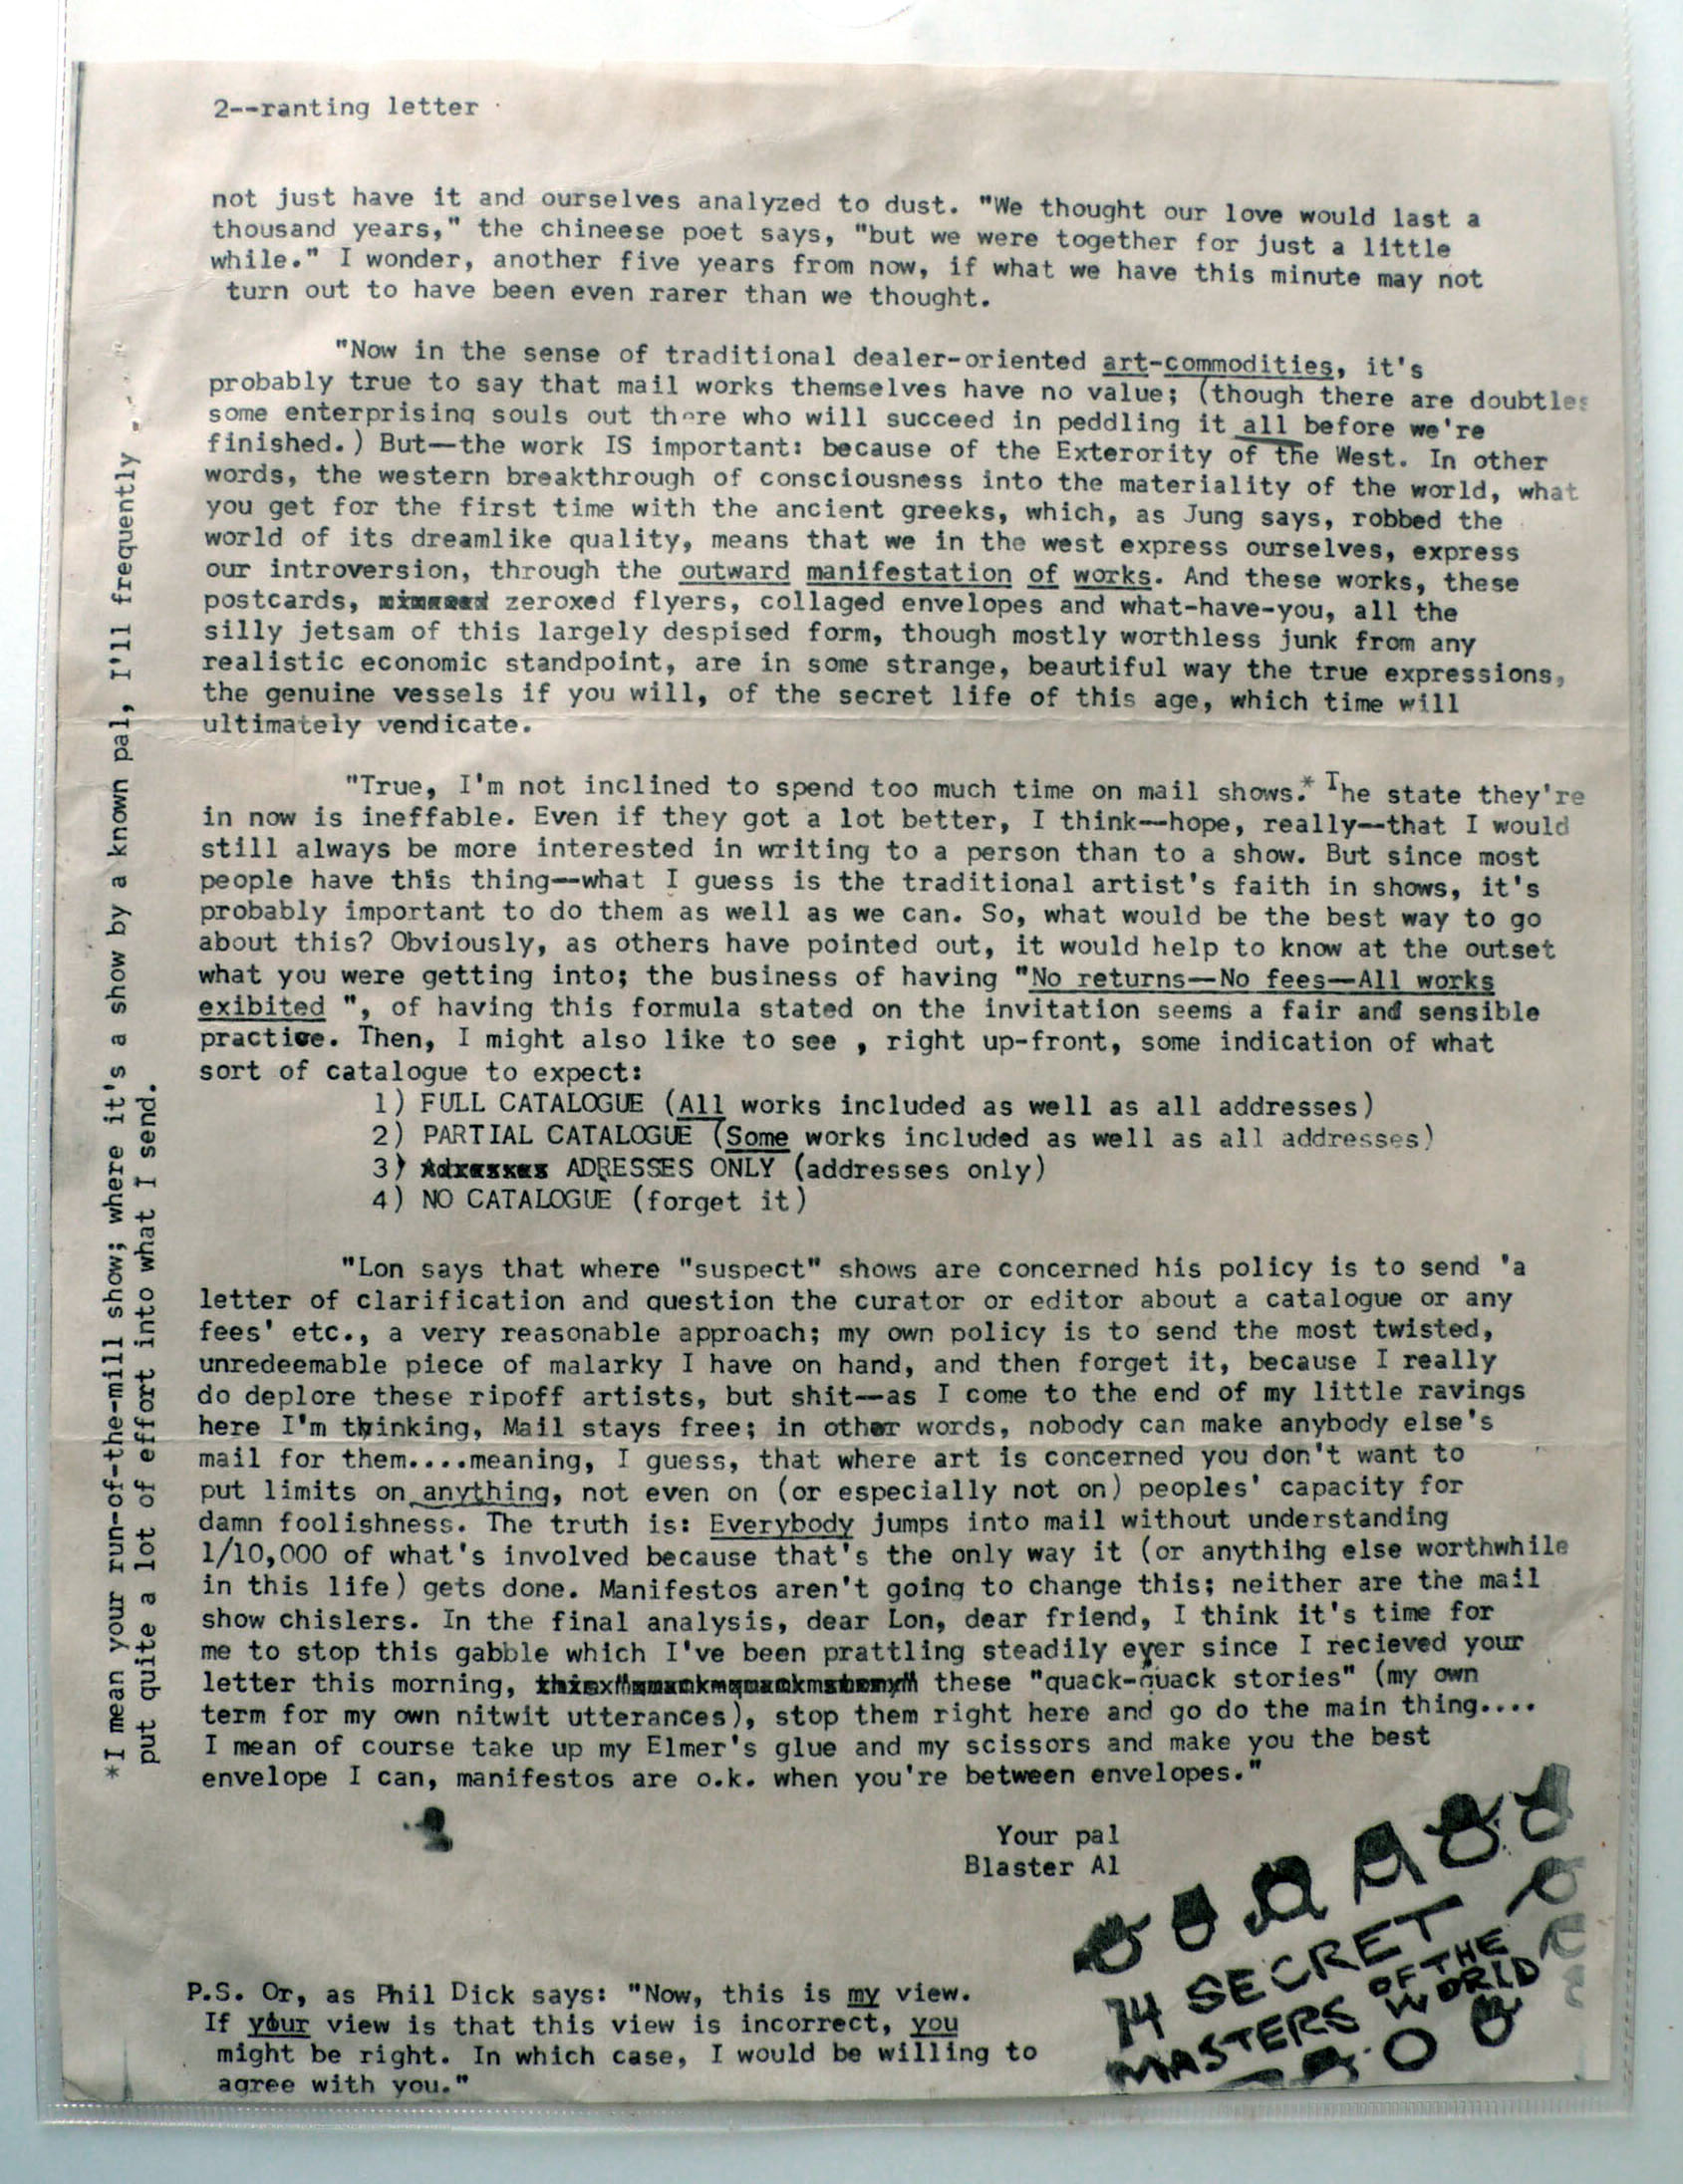 2--ranting letter
not just have it and ourselves analyzed to dust. "We thought our love would last a
thousand years," the chineese poet says, "but we were together for just a little
while." I wonder, another five years from now, if what we have this minute may not
turn out to have been even rarer than we thought.
"Now in the sense of traditional dealer-oriented art-commodities, it's
probably true to say that mail works themselves have no value; (though there are doubtles
some enterprising souls out there who will succeed in peddling it all before we're
finished.) But—the work IS important: because of the Exterority of the West. In other
words, the western breakthrough of consciousness into the materiality of the world, what
you get for the first time with the ancient greeks, which, as Jung says, robbed the
world of its dreamlike quality, means that we in the west express ourselves, express
our introversion, through the outward manifestation of works. And these works, these
postcards, zeroxed flyers, collaged envelopes and what-have-you, all the
silly jetsam of this largely despised form, though mostly worthless junk from any
realistic economic standpoint, are in some strange, beautiful way the true expressions,
the genuine vessels if you will, of the secret life of this age, which time will
ultimately vendicate.
"True, I'm not inclined to spend too much time on mail shows.* The state they're
in now is ineffable. Even if they got a lot better, I think--hope, really--that I would
still always be more interested in writing to a person than to a show. But since most
people have this thing--what I guess is the traditional artist's faith in shows, it's
probably important to do them as well as we can. So, what would be the best way to go
about this? Obviously, as others have pointed out, it would help to know at the outset
what you were getting into; the business of having "No returns—No fees—All works
exibited ", of having this formula stated on the invitation seems a fair and sensible
practice. Then, I might also like to see , right up-front, some indication of what
sort of catalogue to expect:
1) FULL CATALOGUE (All works included as well as all addresses)
2) PARTIAL CATALOGUE (Some works included as well as all addresses)
3) Adresses ADRESSES ONLY (addresses only)
4) NO CATALOGUE (forget it)
"Lon says that where "suspect" shows are concerned his policy is to send 'a
letter of clarification and question the curator or editor about a catalogue or any
fees' etc., a very reasonable approach; my own policy is to send the most twisted,
unredeemable piece of malarky I have on hand, and then forget it, because I really
do deplore these ripoff artists, but shit--as I come to the end of my little ravings
here I'm thinking, Mail stays free; in other words, nobody can make anybody else's
mail for them....meaning, I guess, that where art is concerned you don't want to
put limits on anything, not even on (or especially not on) peoples' capacity for
damn foolishness. The truth is: Everybody jumps into mail without understanding
1/10,000 of what's involved because that's the only way it (or anythihg else worthwhile
in this life) gets done. Manifestos aren't going to change this; neither are the mail
show chislers. In the final analysis, dear Lon, dear friend, I think it's time for
me to stop this gabble which I've been prattling steadily ever since I recieved your
letter this morning, these "quack-quack stories" (my own
term for my own nitwit utterances), stop them right here and go do the main thing....
I mean of course take up my Elmer's glue and my scissors and make you the best
envelope I can, manifestos are o.k. when you're between envelopes."
Your pal
Blaster Al
P.S. Or, as Phil Dick says: "Now, this is my view.
If your view is that this view is incorrect, you
might be right. In which case, I would be willing to
agree with you."
*I mean your run-of-the-mill show; where it's a show by a known pal, I'll frequently
put quite a lot of effort into what I send.
14 SECRET
MASTERS OF THE
WORLD